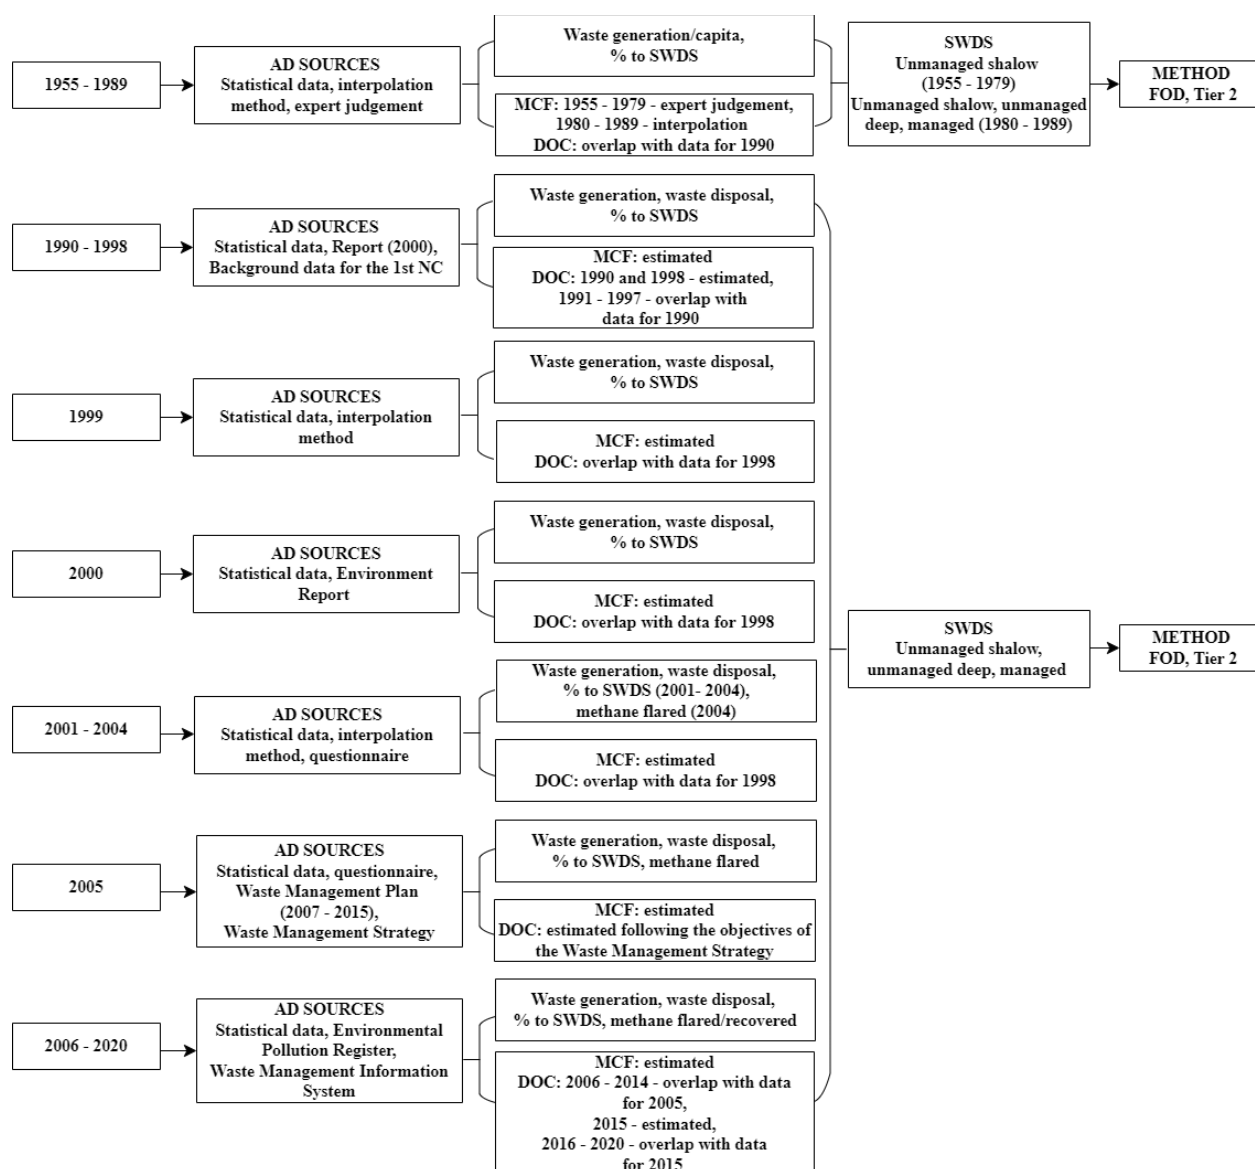 1955 - 1989
AD SOURCES
Statistical data, interpolation
method, expert judgement
Waste generation/capita,
% to SWDS
MCF: 1955 - 1979 - expert judgement,
1980 - 1989 - interpolation
DOC: overlap with data for 1990
SWDS
Unmanaged shalow
(1955 - 1979)
Unmanaged shalow, unmanaged
deep, managed (1980 - 1989)
METHOD
FOD, Tier 2
1990 - 1998
AD SOURCES
Statistical data, Report (2000),
Background data for the 1st NC
Waste generation, waste disposal,
% to SWDS
MCF: estimated
DOC: 1990 and 1998 - estimated,
1991 - 1997 - overlap with
data for 1990
1999
AD SOURCES
Statistical data, interpolation
method
Waste generation, waste disposal,
% to SWDS
MCF: estimated
DOC: overlap with data for 1998
2000
AD SOURCES
Statistical data, Environment
Report
Waste generation, waste disposal,
% to SWDS
MCF: estimated
DOC: overlap with data for 1998
SWDS
Unmanaged shalow,
unmanaged deep, managed
METHOD
FOD, Tier 2
2001 - 2004
AD SOURCES
Statistical data, interpolation
method, questionnaire
Waste generation, waste disposal,
% to SWDS (2001- 2004),
methane flared (2004)
MCF: estimated
DOC: overlap with data for 1998
2005
AD SOURCES
Statistical data, questionnaire,
Waste Management Plan
(2007 - 2015),
Waste Management Strategy
Waste generation, waste disposal,
% to SWDS, methane flared
MCF: estimated
DOC: estimated following the objectives of
the Waste Management Strategy
2006 - 2020
AD SOURCES
Statistical data, Environmental
Pollution Register,
Waste Management Information
System
Waste generation, waste disposal,
% to SWDS, methane flared/recovered
MCF: estimated
DOC: 2006 - 2014 - overlap with data
for 2005,
2015 - estimated,
2016 - 2020 - overlap with data
for 2015